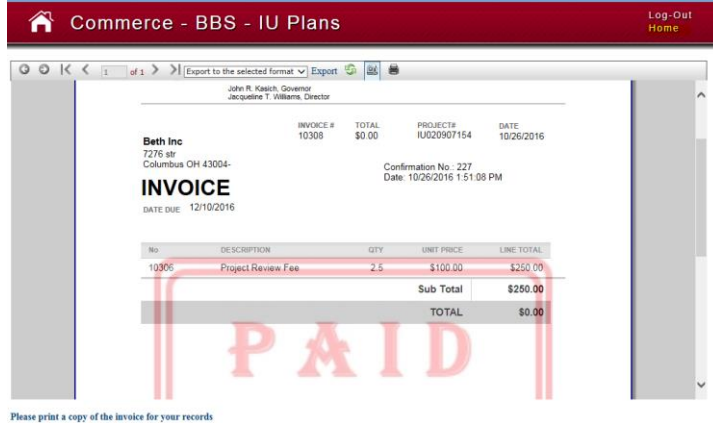 Commerce - BBS - IU Plans
Log-Out
Home
1 of 1 Export to the selected format Export
John R. Kasich, Governor
Jacqueline T. Williams, Director
INVOICE # TOTAL PROJECT# DATE
10308 $0.00 IU020907154 10/26/2016
Beth Inc
7276 str
Columbus OH 43004-
Confirmation No.: 227
Date: 10/26/2016 1:51:08 PM
INVOICE
DATE DUE 12/10/2016
No DESCRIPTION QTY UNIT PRICE LINE TOTAL
10306 Project Review Fee 2.5 $100.00 $250.00
Sub Total $250.00
TOTAL $0.00
PAID
Please print a copy of the invoice for your records